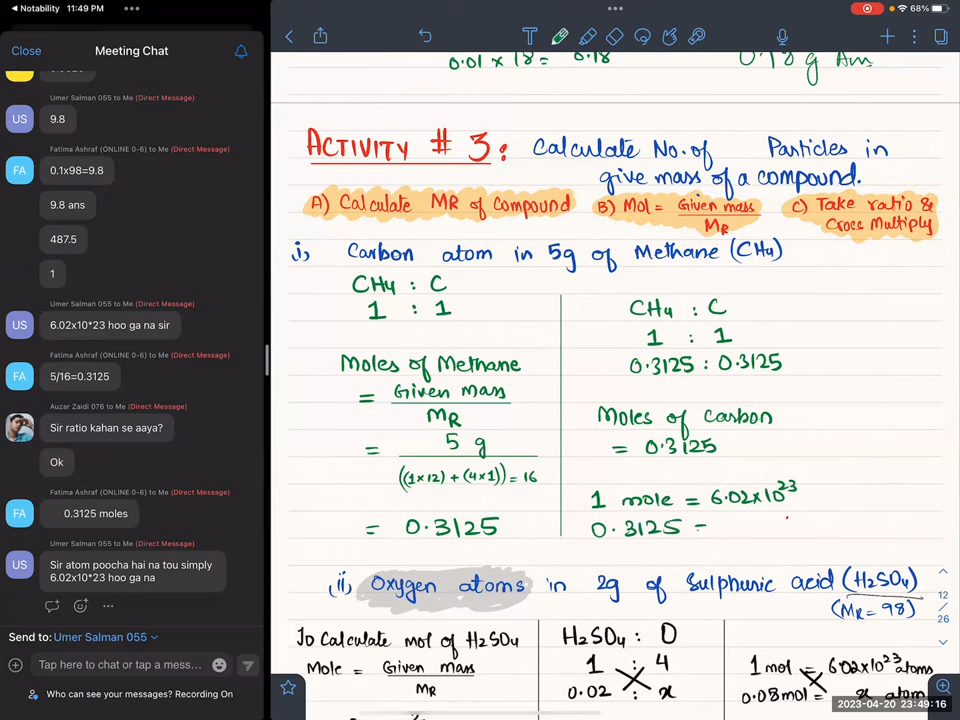 Notability 11:49 PM
68%
Close
Meeting Chat
Umer Salman 055 to Me (Direct Message)
US
9.8
Fatima Ashraf (ONLINE 0-6) to Me (Direct Message)
FA
0.1x98=9.8
9.8 ans
487.5
1
Umer Salman 055 to Me (Direct Message)
US
6.02x10*23 hoo ga na sir
Fatima Ashraf (ONLINE 0-6) to Me (Direct Message)
FA
5/16=0.3125
Auzar Zaidi 076 to Me (Direct Message)
Sir ratio kahan se aaya?
Ok
Fatima Ashraf (ONLINE 0-6) to Me (Direct Message)
FA
0.3125 moles
Umer Salman 055 to Me (Direct Message)
US
Sir atom poocha hai na tou simply
6.02x10*23 hoo ga na
Send to: Umer Salman 055
Tap here to chat or tap a mess...
Who can see your messages? Recording On
0.01 x 18 = 0.18
0.18 g Ans
ACTIVITY # 3: Calculate No. of Particles in
give mass of a compound.
A) Calculate MR of Compound
B) Mol = Given mass
MR
C) Take ratio &
Cross Multiply
i, Carbon atom in 5g of Methane (CH4)
CH4 : C
1 : 1
Moles of Methane
= Given mass
MR
= 5 g
((1x12) + (4x1)) = 16
= 0.3125
CH4 : C
1 : 1
0.3125 : 0.3125
Moles of carbon
= 0.3125
1 mole = 6.02x10^23
0.3125 =
(ii, Oxygen atoms in 2g of Sulphuric acid (H2SO4)
(MR = 98)
12
/
26
To Calculate mol of H2SO4
Mole = Given mass
MR
H2SO4 : O
1 : 4
0.02 : x
1 mol = 6.02x10^23 atoms
0.08mol = x atom
2023-04-20 23:49:16